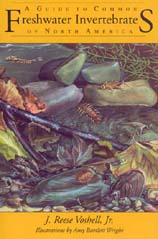 A GUIDE TO COMMON
FRESHWATER INVERTEBRATES
OF NORTH AMERICA
J. Reese Voshell, Jr.
Illustrations by Amy Bartlett Wright